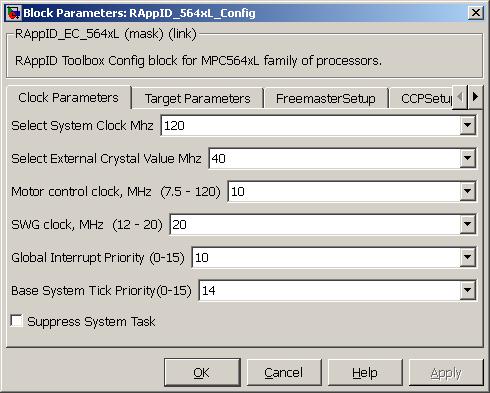 Block Parameters: RAppID_564xL_Config
RAppID_EC_564xL (mask) (link)
RAppID Toolbox Config block for MPC564xL family of processors.
Clock Parameters Target Parameters FreemasterSetup CCPSetu
Select System Clock Mhz 120
Select External Crystal Value Mhz 40
Motor control clock, MHz (7.5 - 120) 10
SWG clock, MHz (12 - 20) 20
Global Interrupt Priority (0-15) 10
Base System Tick Priority(0-15) 14
Suppress System Task
OK Cancel Help Apply